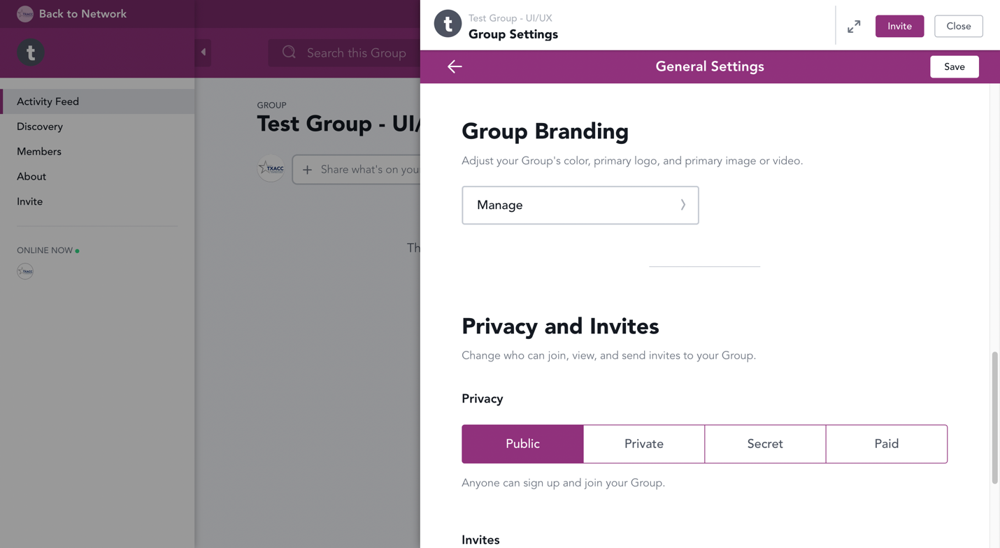 Back to Network
t
Search this Group
Activity Feed
Discovery
Members
About
Invite
ONLINE NOW
TXACC
GROUP
Test Group - UI/
TXACC
Share what's on you
Th
t
Test Group - UI/UX
Group Settings
Invite
Close
General Settings
Save
Group Branding
Adjust your Group's color, primary logo, and primary image or video.
Manage
Privacy and Invites
Change who can join, view, and send invites to your Group.
Privacy
Public
Private
Secret
Paid
Anyone can sign up and join your Group.
Invites